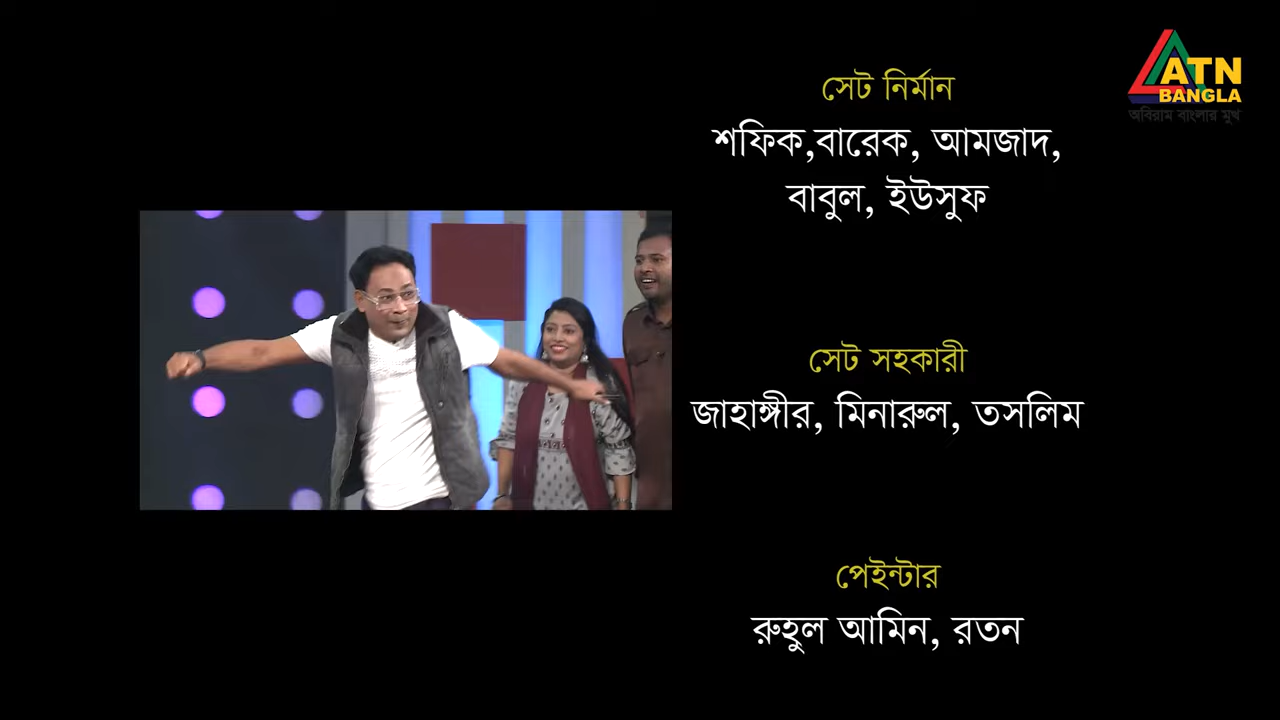 সেট নির্মান
শফিক,বারেক, আমজাদ,
বাবুল, ইউসুফ
সেট সহকারী
জাহাঙ্গীর, মিনারুল, তসলিম
পেইন্টার
রুহুল আমিন, রতন
ATN
BANGLA
অবিরাম বাংলার মুখ